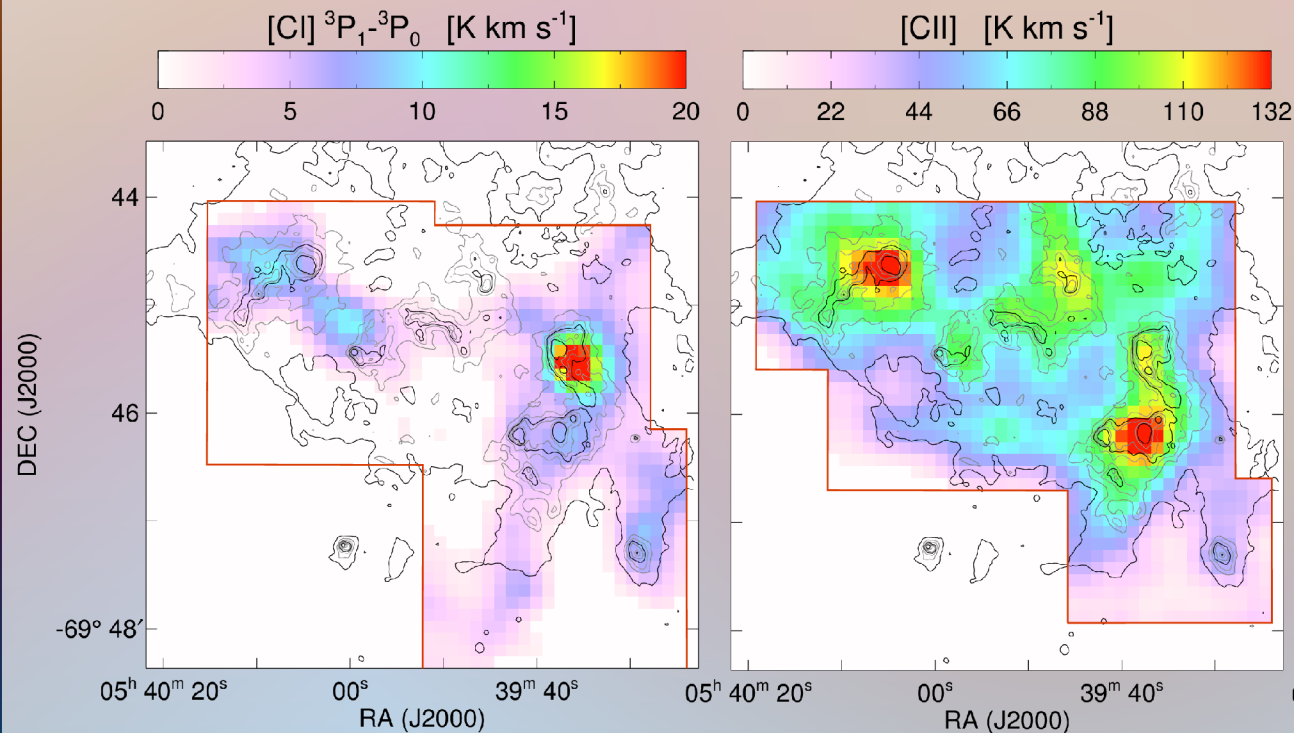 [CI] ³P₁-³P₀ [K km s⁻¹]
[CII] [K km s⁻¹]
0 5 10 15 20
0 22 44 66 88 110 132
44
46
-69° 48′
DEC (J2000)
05ʰ 40ᵐ 20ˢ 00ˢ 39ᵐ 40ˢ
05ʰ 40ᵐ 20ˢ 00ˢ 39ᵐ 40ˢ
RA (J2000)
RA (J2000)